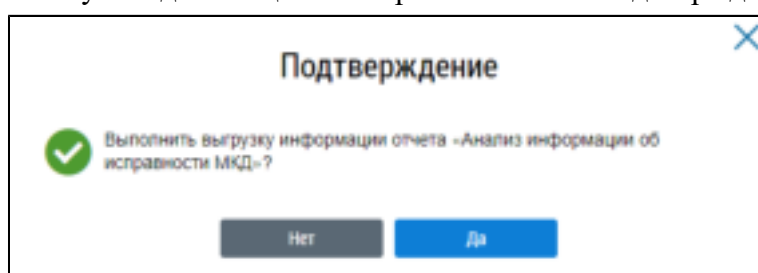 Подтверждение
Выполнить выгрузку информации отчета «Анализ информации об
исправности МКД»?
Нет
Да